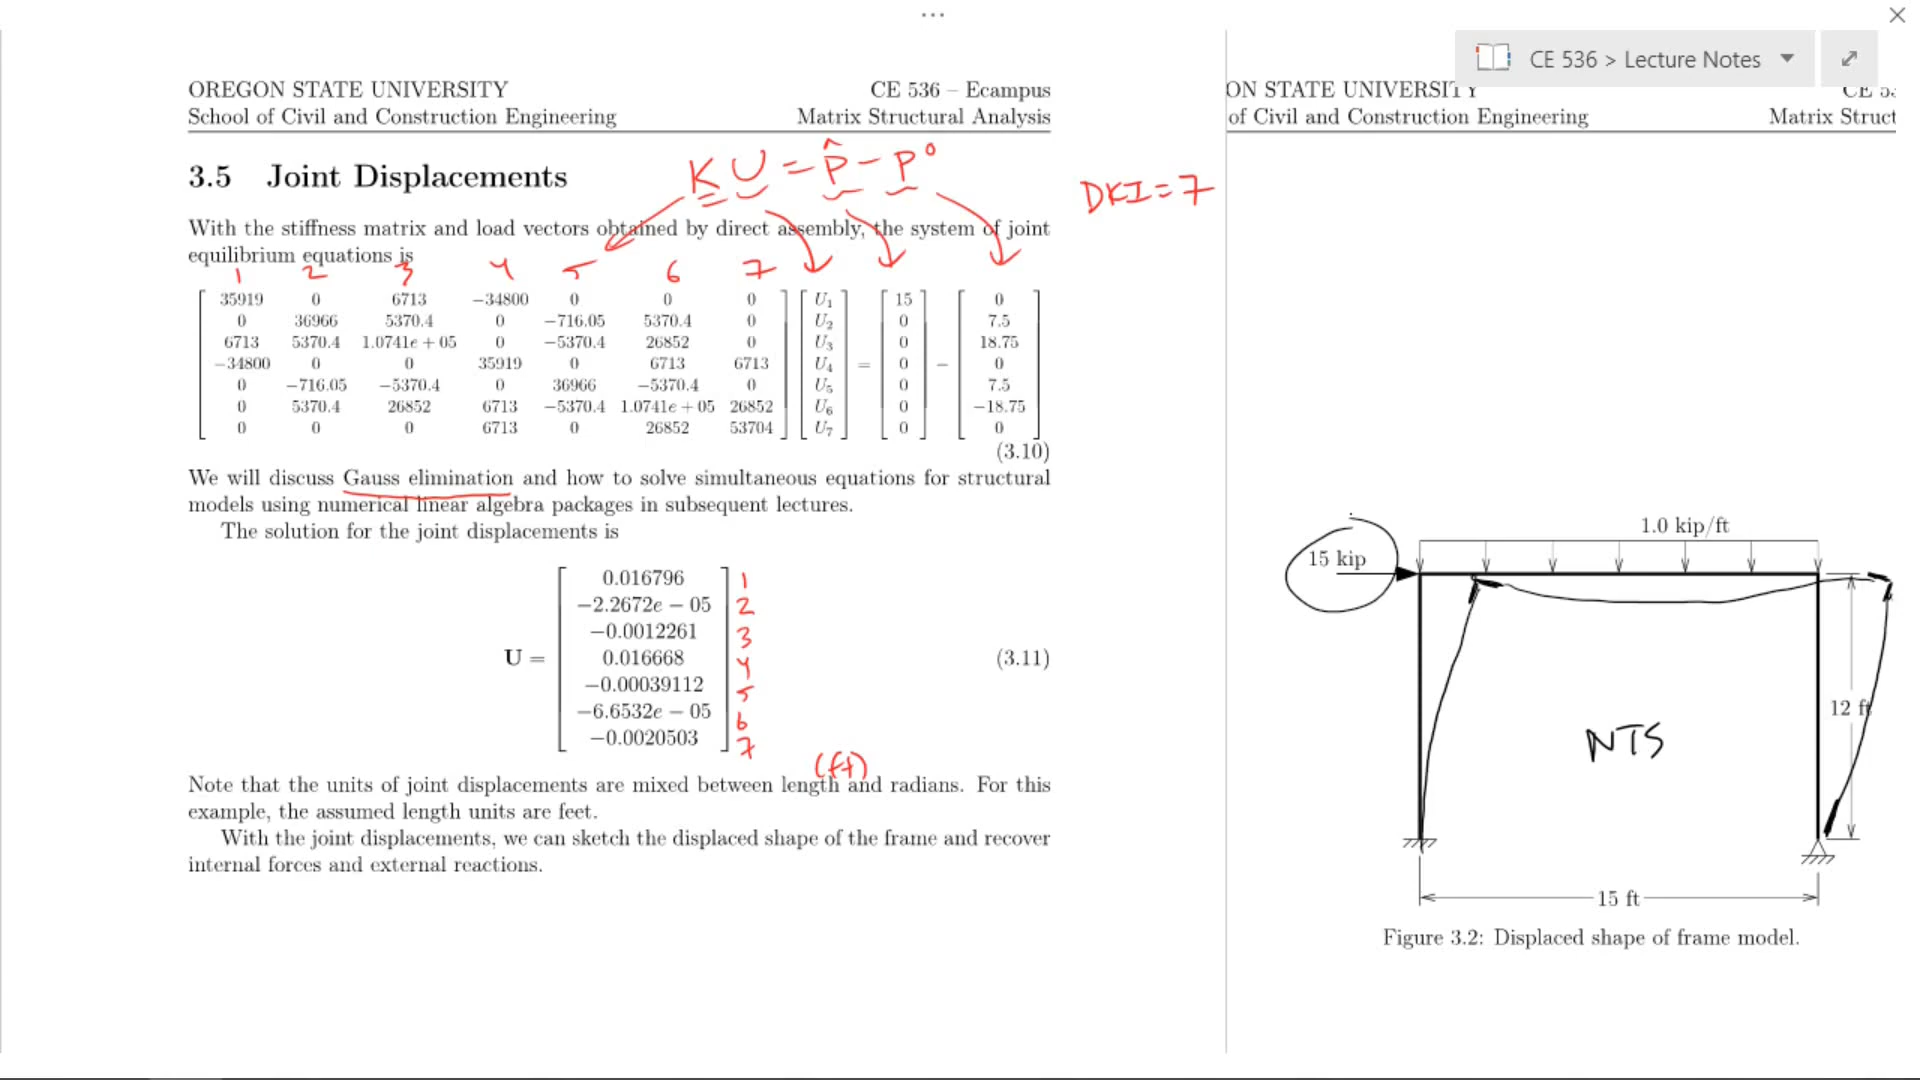 CE 536 > Lecture Notes
OREGON STATE UNIVERSITY CE 536 – Ecampus
School of Civil and Construction Engineering Matrix Structural Analysis
3.5 Joint Displacements
K U = P̂ − P⁰
DKI = 7
With the stiffness matrix and load vectors obtained by direct assembly, the system of joint
equilibrium equations is
1 2 3 4 5 6 7
35919 0 6713 −34800 0 0 0 U₁ 15 0
0 36966 5370.4 0 −716.05 5370.4 0 U₂ 0 7.5
6713 5370.4 1.0741e + 05 0 −5370.4 26852 0 U₃ 0 18.75
−34800 0 0 35919 0 6713 6713 U₄ = 0 − 0
0 −716.05 −5370.4 0 36966 −5370.4 0 U₅ 0 7.5
0 5370.4 26852 6713 −5370.4 1.0741e + 05 26852 U₆ 0 −18.75
0 0 0 6713 0 26852 53704 U₇ 0 0
(3.10)
We will discuss Gauss elimination and how to solve simultaneous equations for structural
models using numerical linear algebra packages in subsequent lectures.
The solution for the joint displacements is
0.016796 1
−2.2672e − 05 2
−0.0012261 3
U = 0.016668 4 (3.11)
−0.00039112 5
−6.6532e − 05 6
−0.0020503 7
(ft)
Note that the units of joint displacements are mixed between length and radians. For this
example, the assumed length units are feet.
With the joint displacements, we can sketch the displaced shape of the frame and recover
internal forces and external reactions.
ON STATE UNIVERSITY CE 53
of Civil and Construction Engineering Matrix Struct
1.0 kip/ft
15 kip
12 ft
NTS
15 ft
Figure 3.2: Displaced shape of frame model.